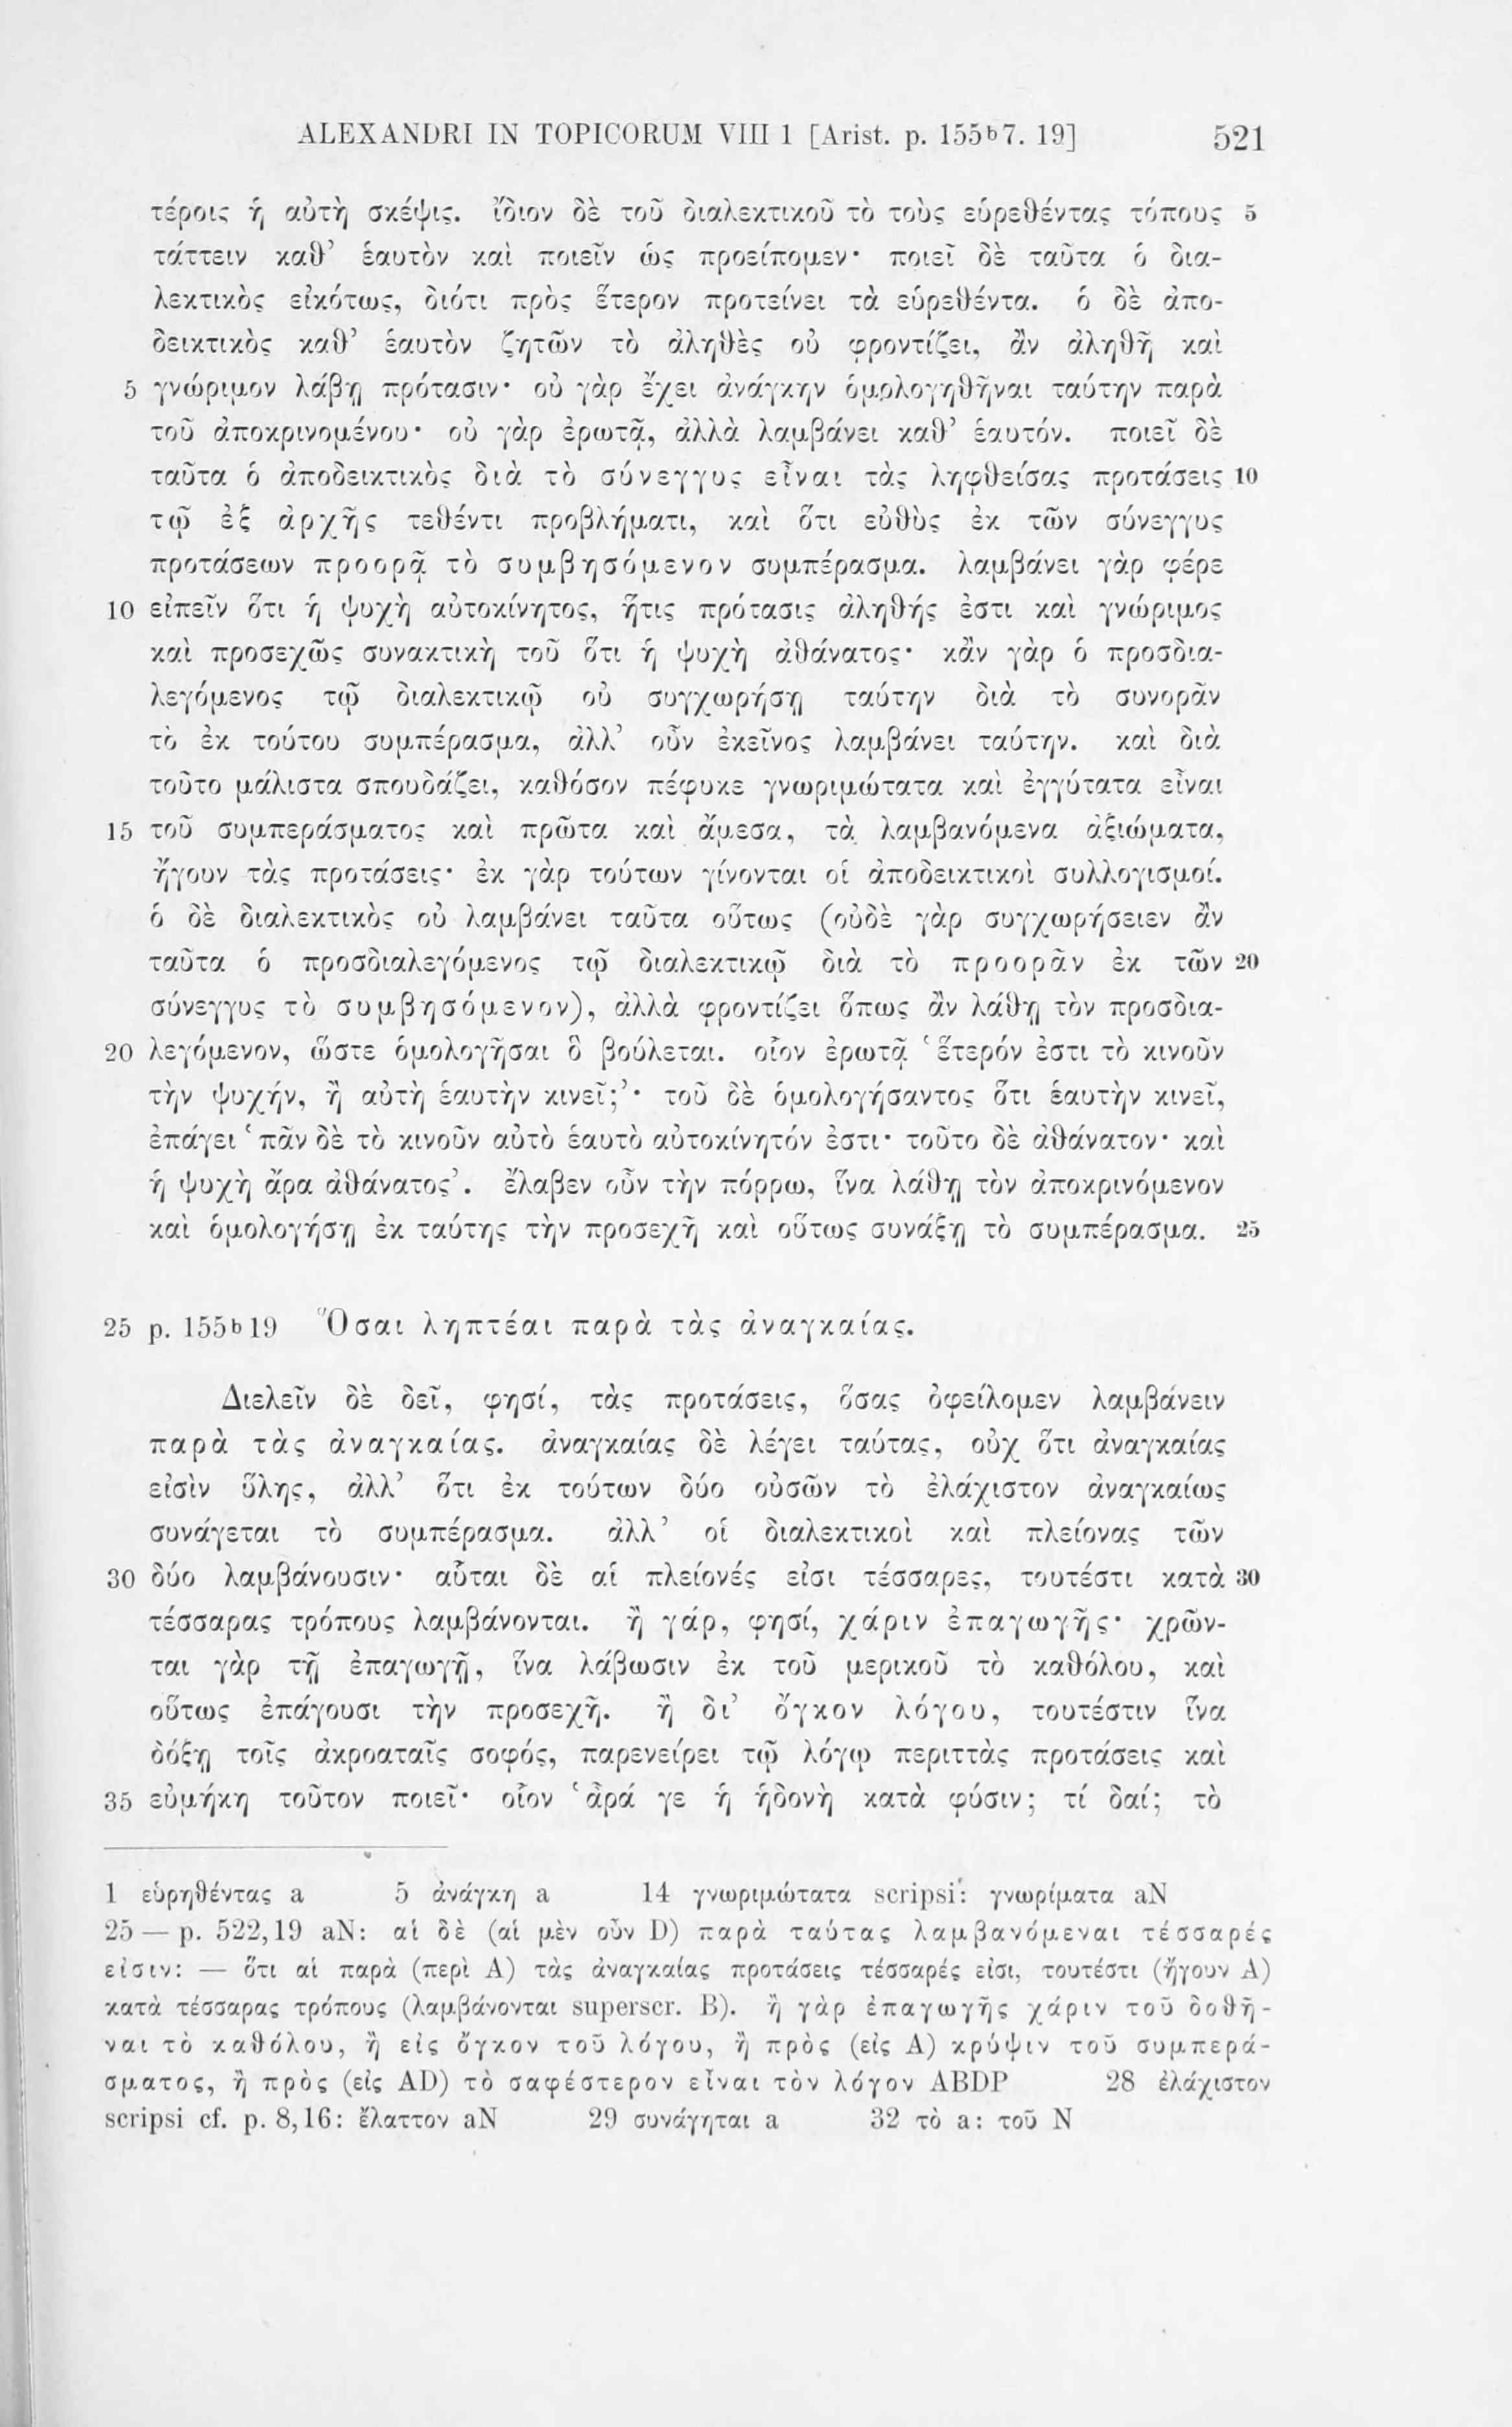 ALEXANDRI IN TOPICORUM VIII 1 [Arist. p. 155ᵇ7. 19] 521
τέροις ἡ αὐτὴ σκέψις. ἴδιον δὲ τοῦ διαλεκτικοῦ τὸ τοὺς εὑρεθέντας τόπους 5
τάττειν καθ’ ἑαυτὸν καὶ ποιεῖν ὡς προείπομεν· ποιεῖ δὲ ταῦτα ὁ δια-
λεκτικὸς εἰκότως, διότι πρὸς ἕτερον προτείνει τὰ εὑρεθέντα. ὁ δὲ ἀπο-
δεικτικὸς καθ’ ἑαυτὸν ζητῶν τὸ ἀληθὲς οὐ φροντίζει, ἂν ἀληθῆ καὶ
5 γνώριμον λάβῃ πρότασιν· οὐ γὰρ ἔχει ἀνάγκην ὁμολογηθῆναι ταύτην παρὰ
τοῦ ἀποκρινομένου· οὐ γὰρ ἐρωτᾷ, ἀλλὰ λαμβάνει καθ’ ἑαυτόν. ποιεῖ δὲ
ταῦτα ὁ ἀποδεικτικὸς διὰ τὸ σύνεγγυς εἶναι τὰς ληφθείσας προτάσεις 10
τῷ ἐξ ἀρχῆς τεθέντι προβλήματι, καὶ ὅτι εὐθὺς ἐκ τῶν σύνεγγυς
προτάσεων προορᾷ τὸ συμβησόμενον συμπέρασμα. λαμβάνει γὰρ φέρε
10 εἰπεῖν ὅτι ἡ ψυχὴ αὐτοκίνητος, ἥτις πρότασις ἀληθής ἐστι καὶ γνώριμος
καὶ προσεχῶς συνακτικὴ τοῦ ὅτι ἡ ψυχὴ ἀθάνατος· κἂν γὰρ ὁ προσδια-
λεγόμενος τῷ διαλεκτικῷ οὐ συγχωρήσῃ ταύτην διὰ τὸ συνορᾶν
τὸ ἐκ τούτου συμπέρασμα, ἀλλ’ οὖν ἐκεῖνος λαμβάνει ταύτην. καὶ διὰ
τοῦτο μάλιστα σπουδάζει, καθόσον πέφυκε γνωριμώτατα καὶ ἐγγύτατα εἶναι
15 τοῦ συμπεράσματος καὶ πρῶτα καὶ ἄμεσα, τὰ λαμβανόμενα ἀξιώματα,
ἤγουν τὰς προτάσεις· ἐκ γὰρ τούτων γίνονται οἱ ἀποδεικτικοὶ συλλογισμοί.
ὁ δὲ διαλεκτικὸς οὐ λαμβάνει ταῦτα οὕτως (οὐδὲ γὰρ συγχωρήσειεν ἂν
ταῦτα ὁ προσδιαλεγόμενος τῷ διαλεκτικῷ διὰ τὸ προορᾶν ἐκ τῶν 20
σύνεγγυς τὸ συμβησόμενον), ἀλλὰ φροντίζει ὅπως ἂν λάθῃ τὸν προσδια-
20 λεγόμενον, ὥστε ὁμολογῆσαι ὃ βούλεται. οἷον ἐρωτᾷ ‘ἕτερόν ἐστι τὸ κινοῦν
τὴν ψυχήν, ἢ αὐτὴ ἑαυτὴν κινεῖ;’· τοῦ δὲ ὁμολογήσαντος ὅτι ἑαυτὴν κινεῖ,
ἐπάγει ‘πᾶν δὲ τὸ κινοῦν αὐτὸ ἑαυτὸ αὐτοκίνητόν ἐστι· τοῦτο δὲ ἀθάνατον· καὶ
ἡ ψυχὴ ἄρα ἀθάνατος’. ἔλαβεν οὖν τὴν πόρρω, ἵνα λάθῃ τὸν ἀποκρινόμενον
καὶ ὁμολογήσῃ ἐκ ταύτης τὴν προσεχῆ καὶ οὕτως συνάξῃ τὸ συμπέρασμα. 25
25 p. 155ᵇ19 Ὅσαι ληπτέαι παρὰ τὰς ἀναγκαίας.
Διελεῖν δὲ δεῖ, φησί, τὰς προτάσεις, ὅσας ὀφείλομεν λαμβάνειν
παρὰ τὰς ἀναγκαίας. ἀναγκαίας δὲ λέγει ταύτας, οὐχ ὅτι ἀναγκαίας
εἰσὶν ὕλης, ἀλλ’ ὅτι ἐκ τούτων δύο οὐσῶν τὸ ἐλάχιστον ἀναγκαίως
συνάγεται τὸ συμπέρασμα. ἀλλ’ οἱ διαλεκτικοὶ καὶ πλείονας τῶν
30 δύο λαμβάνουσιν· αὗται δὲ αἱ πλείονές εἰσι τέσσαρες, τουτέστι κατὰ 30
τέσσαρας τρόπους λαμβάνονται. ἢ γάρ, φησί, χάριν ἐπαγωγῆς· χρῶν-
ται γὰρ τῇ ἐπαγωγῇ, ἵνα λάβωσιν ἐκ τοῦ μερικοῦ τὸ καθόλου, καὶ
οὕτως ἐπάγουσι τὴν προσεχῆ. ἢ δι’ ὄγκον λόγου, τουτέστιν ἵνα
δόξῃ τοῖς ἀκροαταῖς σοφός, παρενείρει τῷ λόγῳ περιττὰς προτάσεις καὶ
35 εὐμήκη τοῦτον ποιεῖ· οἷον ‘ἆρά γε ἡ ἡδονὴ κατὰ φύσιν; τί δαί; τὸ
1 εὑρηθέντας a 5 ἀνάγκη a 14 γνωριμώτατα scripsi: γνωρίματα aN
25 — p. 522,19 aN: αἱ δὲ (αἱ μὲν οὖν D) παρὰ ταύτας λαμβανόμεναι τέσσαρές
εἰσιν: — ὅτι αἱ παρὰ (περὶ A) τὰς ἀναγκαίας προτάσεις τέσσαρές εἰσι, τουτέστι (ἤγουν A)
κατὰ τέσσαρας τρόπους (λαμβάνονται superscr. B). ἢ γὰρ ἐπαγωγῆς χάριν τοῦ δοθῆ-
ναι τὸ καθόλου, ἢ εἰς ὄγκον τοῦ λόγου, ἢ πρὸς (εἰς A) κρύψιν τοῦ συμπερά-
σματος, ἢ πρὸς (εἰς AD) τὸ σαφέστερον εἶναι τὸν λόγον ABDP 28 ἐλάχιστον
scripsi cf. p. 8,16: ἔλαττον aN 29 συνάγηται a 32 τὸ a: τοῦ N